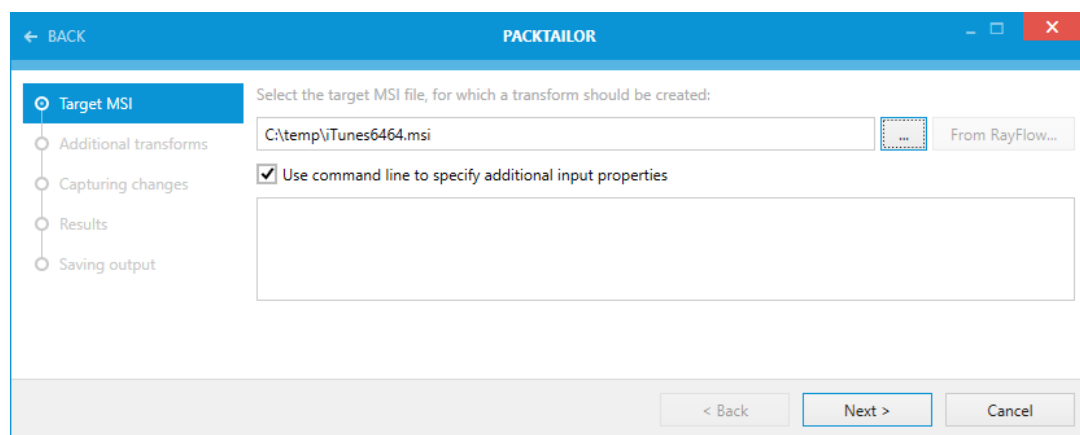 BACK
PACKTAILOR
Target MSI
Additional transforms
Capturing changes
Results
Saving output
Select the target MSI file, for which a transform should be created:
C:\temp\iTunes6464.msi
...
From RayFlow...
Use command line to specify additional input properties
< Back
Next >
Cancel